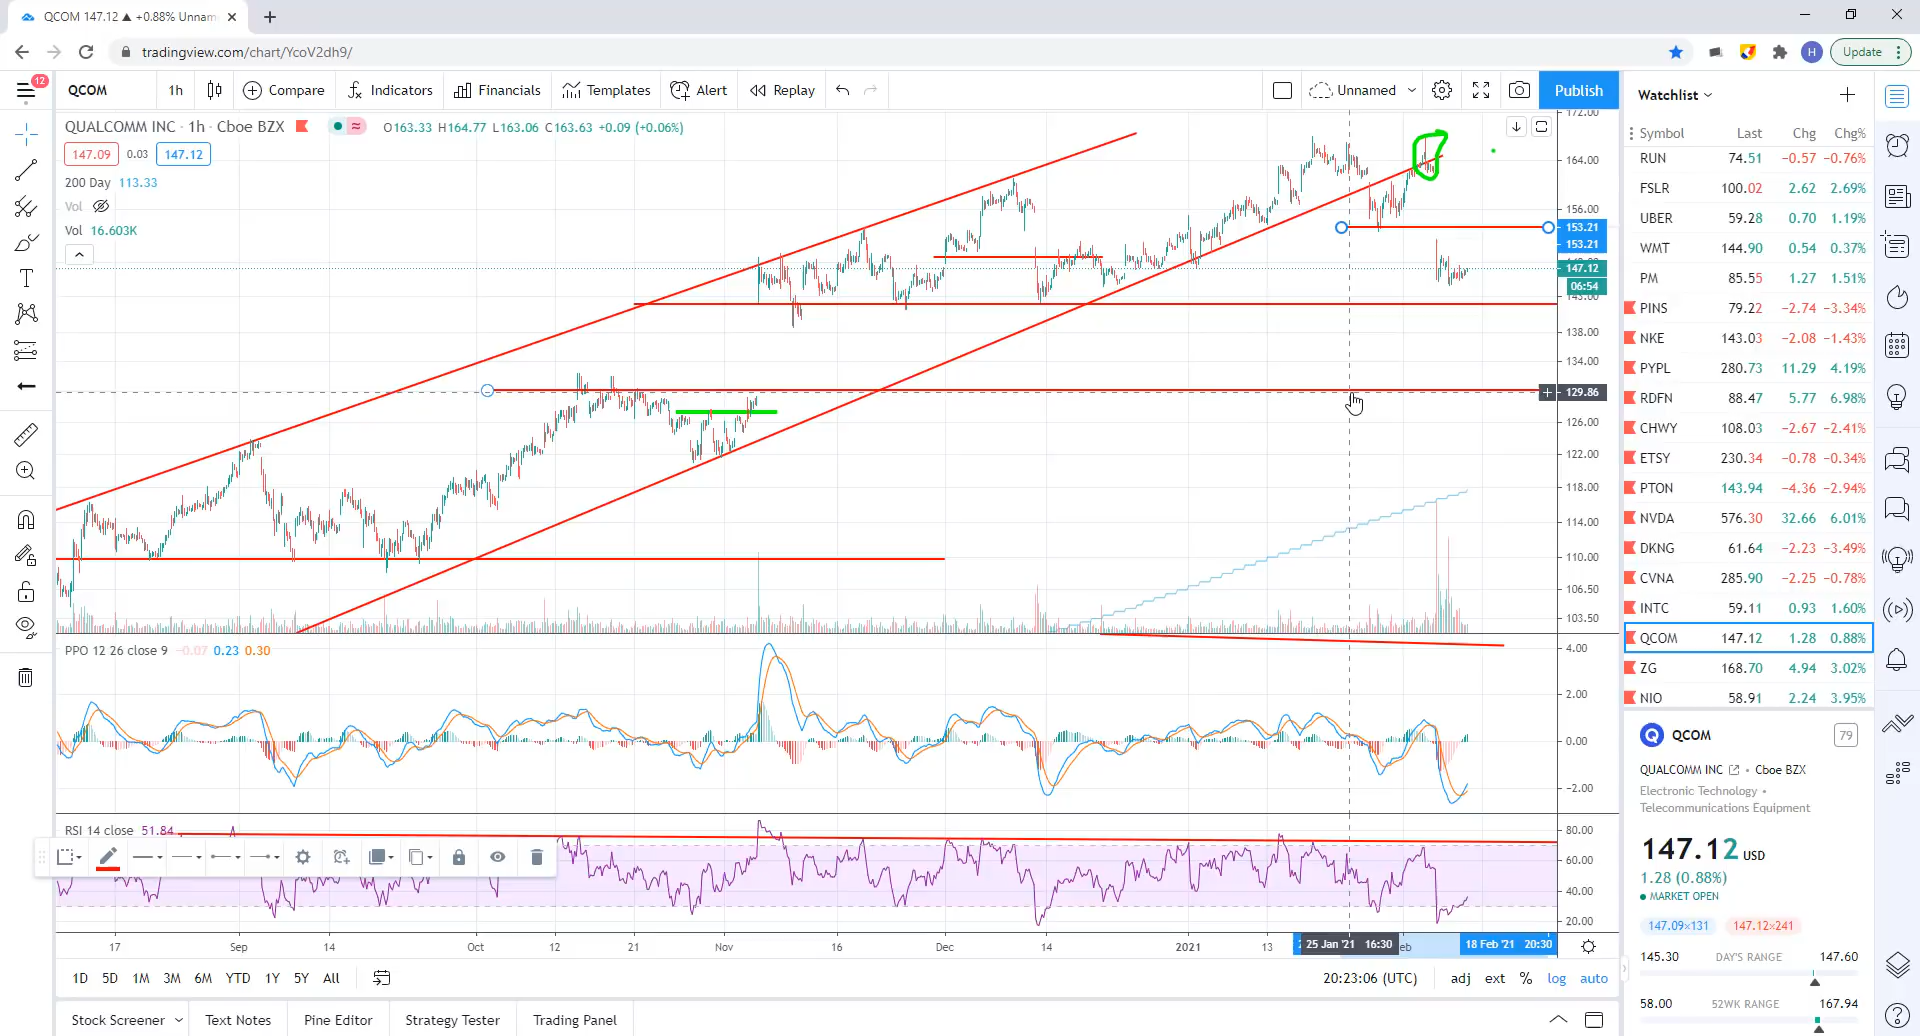 QCOM 147.12 ▲ +0.88% Unnam
tradingview.com/chart/YcoV2dh9/
H
Update
12
QCOM 1h Compare Indicators Financials Templates Alert Replay Unnamed Publish
QUALCOMM INC · 1h · Cboe BZX O163.33 H164.77 L163.06 C163.63 +0.09 (+0.06%)
147.09 0.03 147.12
200 Day 113.33
Vol
Vol 16.603K
172.00
164.00
156.00
153.21
153.21
147.12
06:54
143.00
138.00
134.00
129.86
126.00
122.00
118.00
114.00
110.00
106.50
103.50
PPO 12 26 close 9 −0.07 0.23 0.30
4.00
2.00
0.00
−2.00
RSI 14 close 51.84
80.00
60.00
40.00
20.00
17 Sep 14 Oct 12 21 Nov 16 Dec 14 2021 13 25 Jan '21 16:30 eb 18 Feb '21 20:30
1D 5D 1M 3M 6M YTD 1Y 5Y All 20:23:06 (UTC) adj ext % log auto
Stock Screener Text Notes Pine Editor Strategy Tester Trading Panel
Watchlist
Symbol Last Chg Chg%
RUN 74.51 −0.57 −0.76%
FSLR 100.02 2.62 2.69%
UBER 59.28 0.70 1.19%
WMT 144.90 0.54 0.37%
PM 85.55 1.27 1.51%
PINS 79.22 −2.74 −3.34%
NKE 143.03 −2.08 −1.43%
PYPL 280.73 11.29 4.19%
RDFN 88.47 5.77 6.98%
CHWY 108.03 −2.67 −2.41%
ETSY 230.34 −0.78 −0.34%
PTON 143.94 −4.36 −2.94%
NVDA 576.30 32.66 6.01%
DKNG 61.64 −2.23 −3.49%
CVNA 285.90 −2.25 −0.78%
INTC 59.11 0.93 1.60%
QCOM 147.12 1.28 0.88%
ZG 168.70 4.94 3.02%
NIO 58.91 2.24 3.95%
QCOM 79
QUALCOMM INC • Cboe BZX
Electronic Technology •
Telecommunications Equipment
147.12 USD
1.28 (0.88%)
MARKET OPEN
147.09×131 147.12×241
145.30 DAY'S RANGE 147.60
58.00 52WK RANGE 167.94